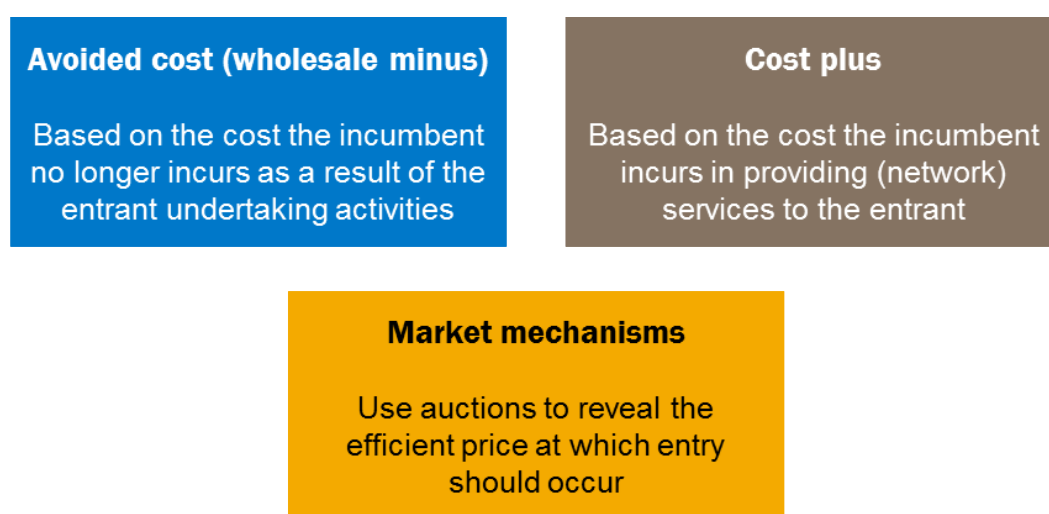 Avoided cost (wholesale minus)
Based on the cost the incumbent
no longer incurs as a result of the
entrant undertaking activities
Cost plus
Based on the cost the incumbent
incurs in providing (network)
services to the entrant
Market mechanisms
Use auctions to reveal the
efficient price at which entry
should occur